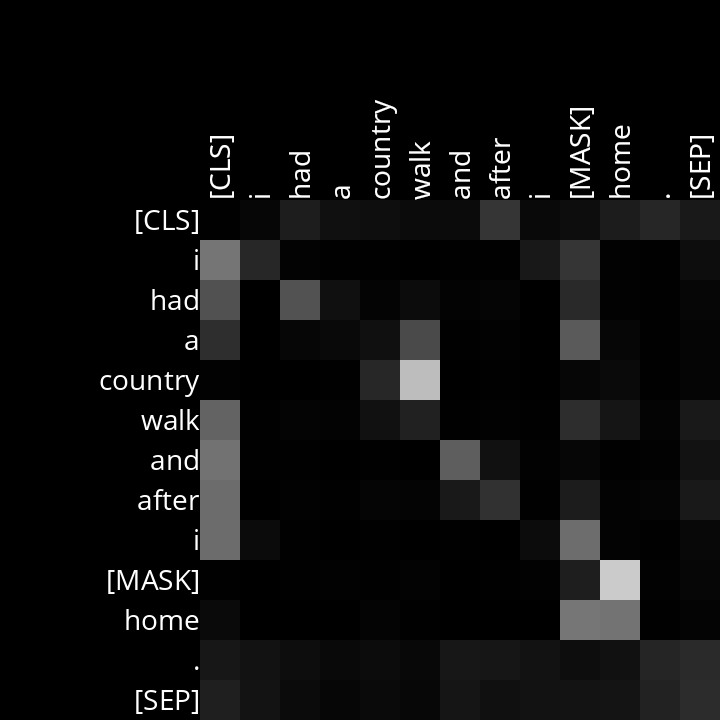 [CLS] i had a country walk and after i [MASK] home . [SEP]
[CLS]
i
had
a
country
walk
and
after
i
[MASK]
home
.
[SEP]